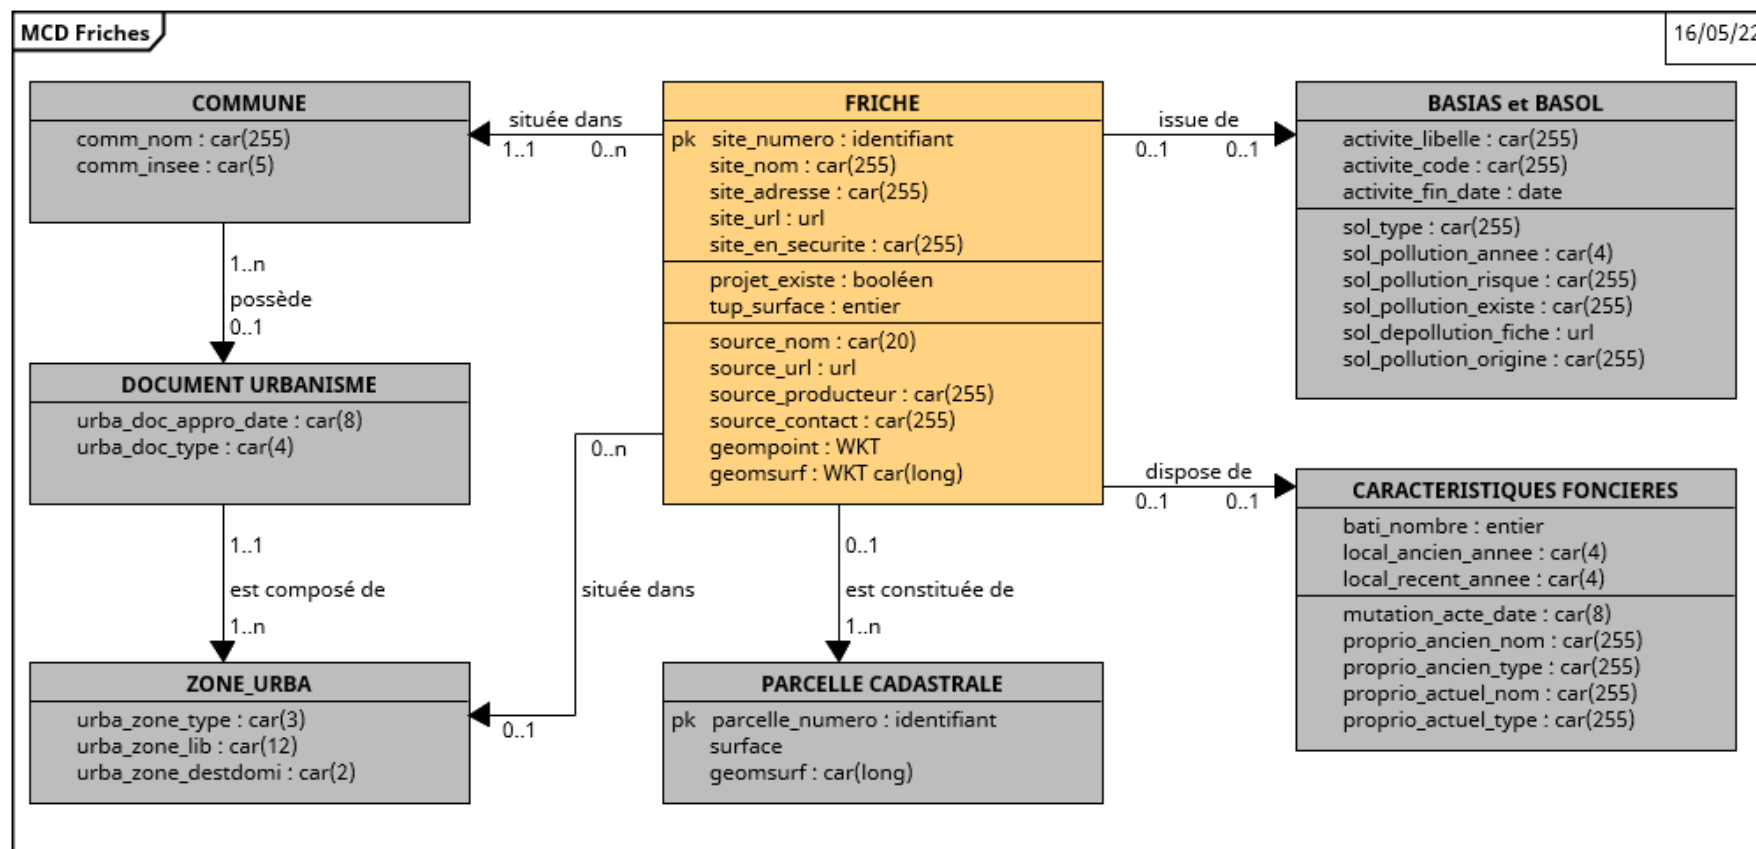 MCD Friches
16/05/22
COMMUNE
comm_nom : car(255)
comm_insee : car(5)
située dans
1..1
0..n
FRICHE
pk site_numero : identifiant
site_nom : car(255)
site_adresse : car(255)
site_url : url
site_en_securite : car(255)
projet_existe : booléen
tup_surface : entier
source_nom : car(20)
source_url : url
source_producteur : car(255)
source_contact : car(255)
geompoint : WKT
geomsurf : WKT car(long)
issue de
0..1
0..1
BASIAS et BASOL
activite_libelle : car(255)
activite_code : car(255)
activite_fin_date : date
sol_type : car(255)
sol_pollution_annee : car(4)
sol_pollution_risque : car(255)
sol_pollution_existe : car(255)
sol_depollution_fiche : url
sol_pollution_origine : car(255)
1..n
possède
0..1
DOCUMENT URBANISME
urba_doc_appro_date : car(8)
urba_doc_type : car(4)
0..n
dispose de
0..1
0..1
CARACTERISTIQUES FONCIERES
bati_nombre : entier
local_ancien_annee : car(4)
local_recent_annee : car(4)
mutation_acte_date : car(8)
proprio_ancien_nom : car(255)
proprio_ancien_type : car(255)
proprio_actuel_nom : car(255)
proprio_actuel_type : car(255)
1..1
est composé de
1..n
située dans
0..1
0..1
est constituée de
1..n
ZONE_URBA
urba_zone_type : car(3)
urba_zone_lib : car(12)
urba_zone_destdomi : car(2)
PARCELLE CADASTRALE
pk parcelle_numero : identifiant
surface
geomsurf : car(long)